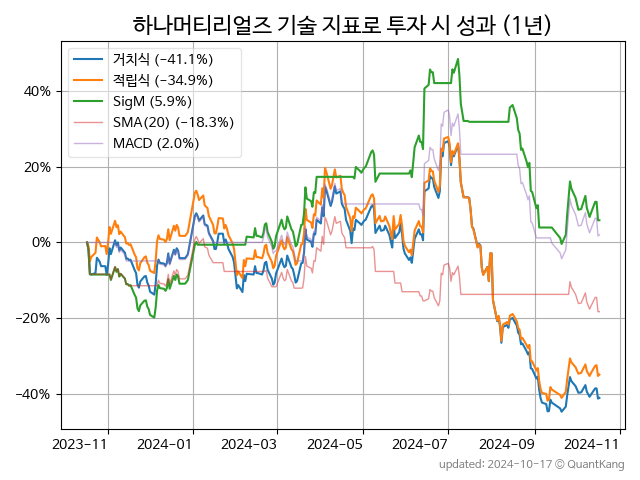 하나머티리얼즈 기술 지표로 투자 시 성과 (1년)
거치식 (−41.1%)
적립식 (−34.9%)
SigM (5.9%)
SMA(20) (−18.3%)
MACD (2.0%)
40%
20%
0%
−20%
−40%
2023-11 2024-01 2024-03 2024-05 2024-07 2024-09 2024-11
updated: 2024-10-17 © QuantKang